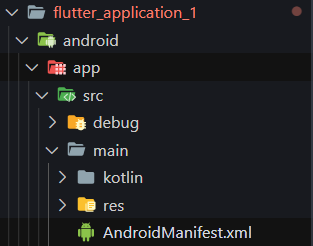 flutter_application_1
android
app
src
debug
main
kotlin
res
AndroidManifest.xml